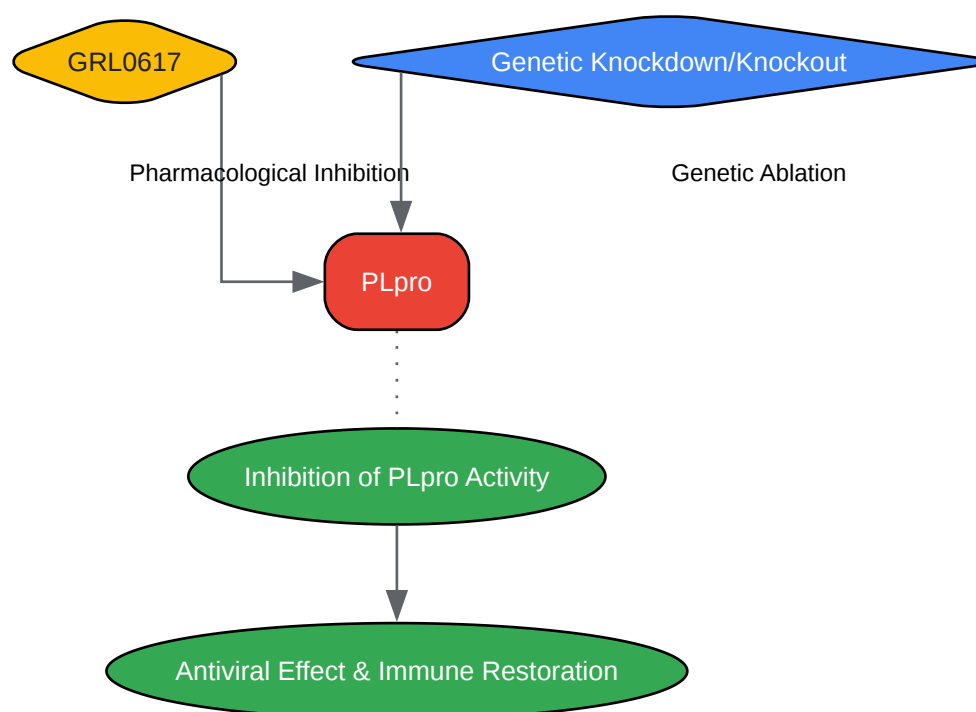 GRL0617
Genetic Knockdown/Knockout
Pharmacological Inhibition
Genetic Ablation
PLpro
Inhibition of PLpro Activity
Antiviral Effect & Immune Restoration